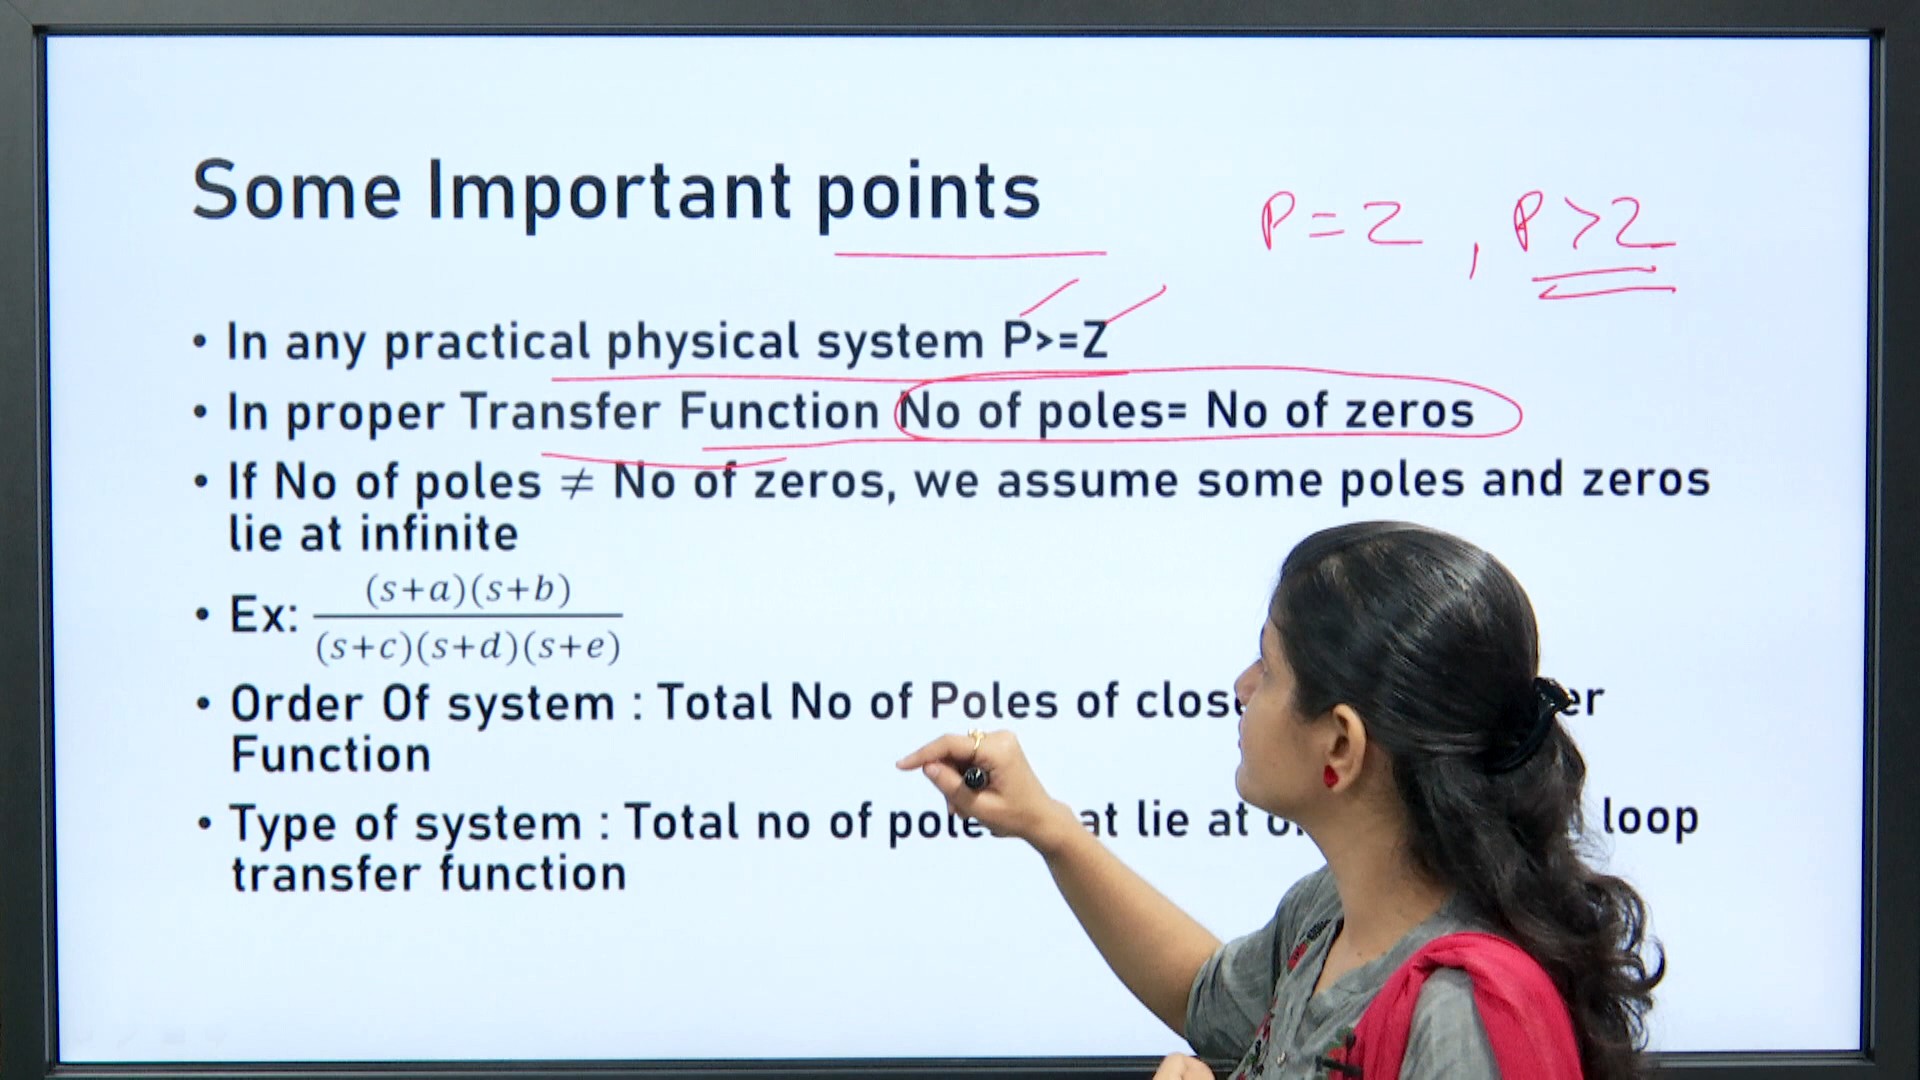 Some Important points
P = Z , P > Z
• In any practical physical system P>=Z
• In proper Transfer Function No of poles= No of zeros
• If No of poles ≠ No of zeros, we assume some poles and zeros
lie at infinite
• Ex: (s+a)(s+b)
(s+c)(s+d)(s+e)
• Order Of system : Total No of Poles of
Function
• Type of system : Total no of lie at loop
transfer function